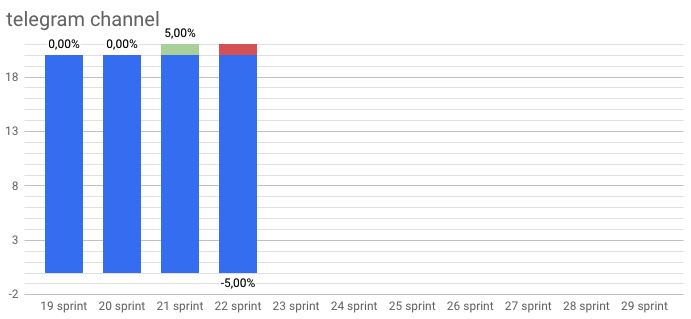 telegram channel
0,00% 0,00% 5,00%
18
13
8
3
-5,00%
-2
19 sprint 20 sprint 21 sprint 22 sprint 23 sprint 24 sprint 25 sprint 26 sprint 27 sprint 28 sprint 29 sprint